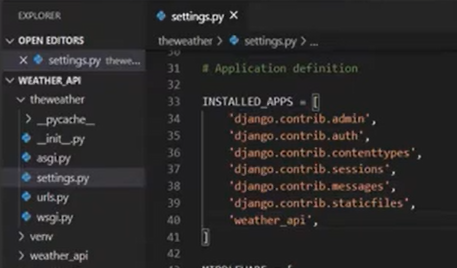 EXPLORER
OPEN EDITORS
settings.py thewe...
WEATHER_API
theweather
__pycache__
__init__.py
asgi.py
settings.py
urls.py
wsgi.py
venv
weather_api
settings.py
theweather > settings.py > ...
31 # Application definition
32
33 INSTALLED_APPS = [
34 'django.contrib.admin',
35 'django.contrib.auth',
36 'django.contrib.contenttypes',
37 'django.contrib.sessions',
38 'django.contrib.messages',
39 'django.contrib.staticfiles',
40 'weather_api',
41 ]
42